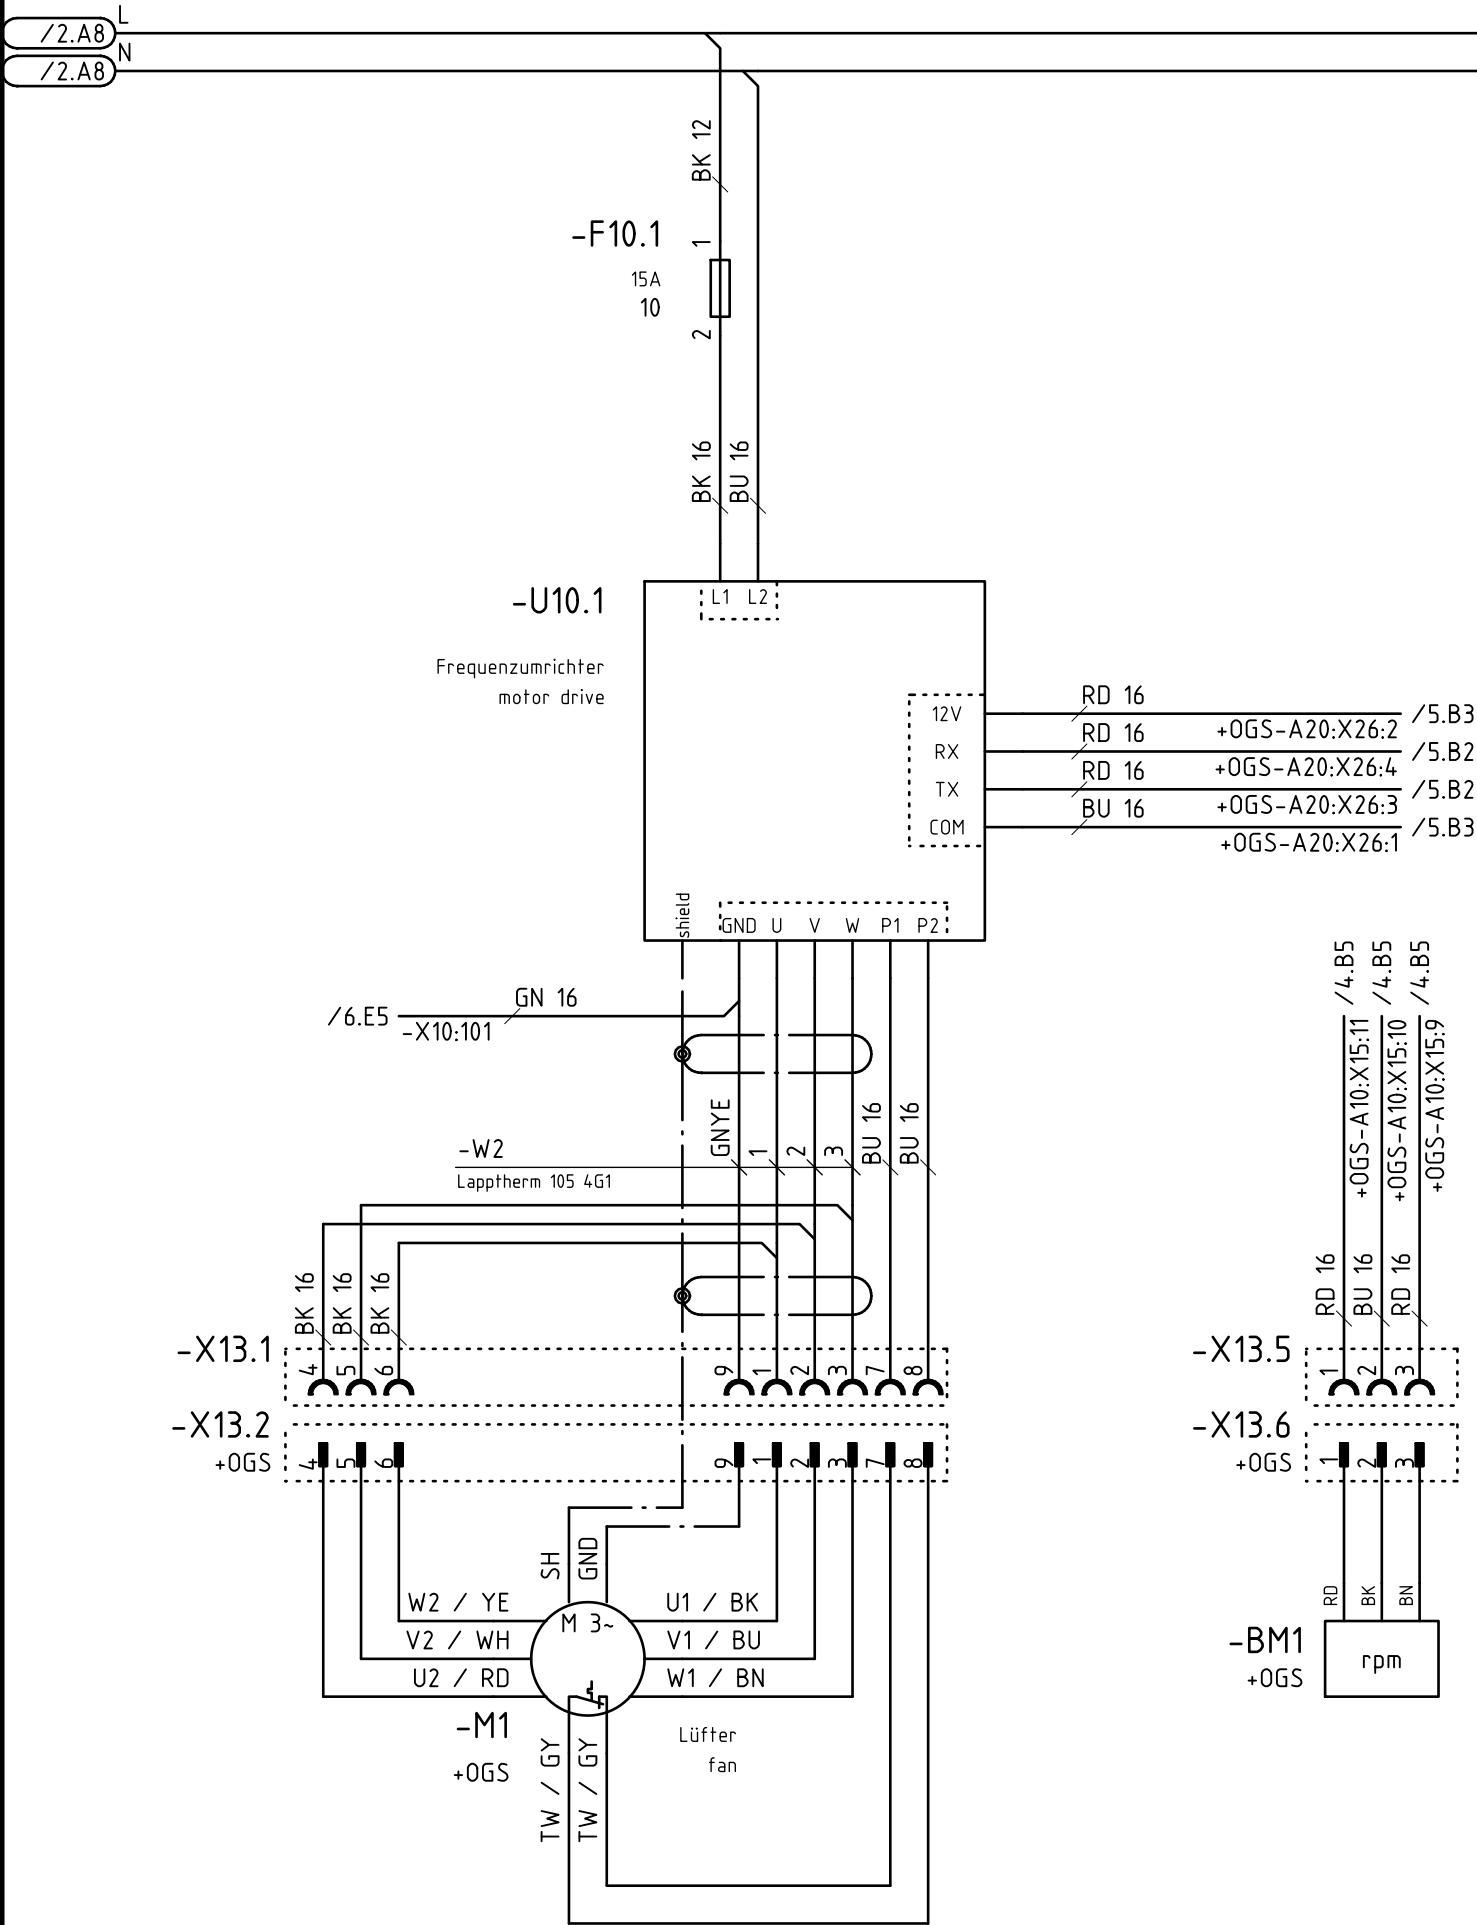 L
/2.A8
N
/2.A8
BK 12
-F10.1
1
15A
10
2
BK 16
BU 16
-U10.1
L1 L2
Frequenzumrichter
motor drive
12V
RD 16
+OGS-A20:X26:2
/5.B3
RX
RD 16
+OGS-A20:X26:4
/5.B2
TX
RD 16
+OGS-A20:X26:3
/5.B2
COM
BU 16
+OGS-A20:X26:1
/5.B3
shield
GND U V W P1 P2
/6.E5
GN 16
-X10:101
/4.B5
/4.B5
/4.B5
+OGS-A10:X15:11
+OGS-A10:X15:10
+OGS-A10:X15:9
-W2
Lapptherm 105 4G1
GNYE
1
2
3
BU 16
BU 16
BK 16
BK 16
BK 16
RD 16
BU 16
RD 16
-X13.1
4 5 6 9 1 2 3 7 8
-X13.5
1 2 3
-X13.2
+OGS
4 5 6 9 1 2 3 7 8
-X13.6
+OGS
1 2 3
SH
GND
W2 / YE
V2 / WH
U2 / RD
M 3~
U1 / BK
V1 / BU
W1 / BN
-M1
+OGS
Lüfter
fan
TW / GY
TW / GY
RD
BK
BN
-BM1
+OGS
rpm